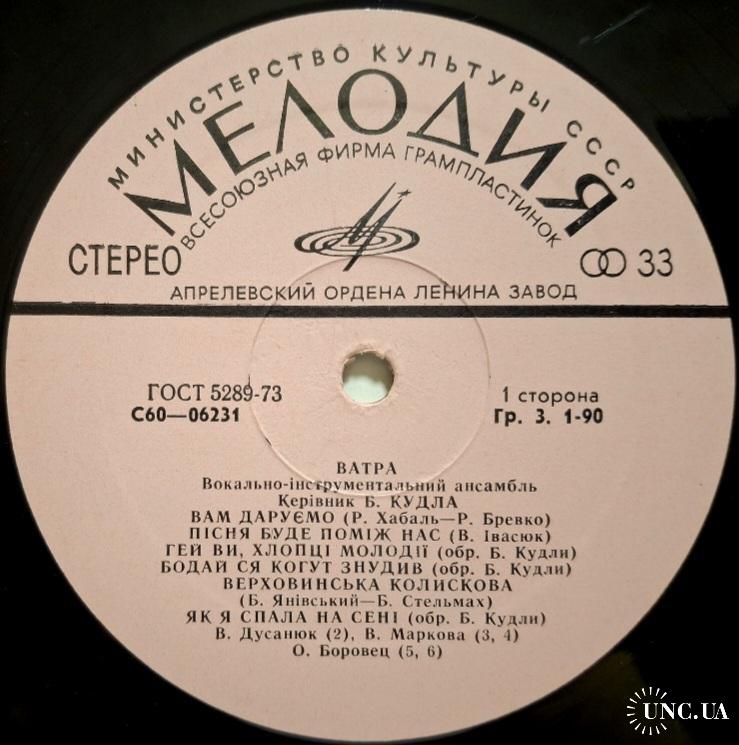 МИНИСТЕРСТВО КУЛЬТУРЫ СССР
МЕЛОДИЯ
ВСЕСОЮЗНАЯ ФИРМА ГРАМПЛАСТИНОК
СТЕРЕО
33
АПРЕЛЕВСКИЙ ОРДЕНА ЛЕНИНА ЗАВОД
ГОСТ 5289-73
С60—06231
1 сторона
Гр. 3. 1-90
ВАТРА
Вокально-інструментальний ансамбль
Керівник Б. КУДЛА
ВАМ ДАРУЄМО (Р. Хабаль—Р. Бревко)
ПІСНЯ БУДЕ ПОМІЖ НАС (В. Івасюк)
ГЕЙ ВИ, ХЛОПЦІ МОЛОДІЇ (обр. Б. Кудли)
БОДАЙ СЯ КОГУТ ЗНУДИВ (обр. Б. Кудли)
ВЕРХОВИНСЬКА КОЛИСКОВА
(Б. Янівський—Б. Стельмах)
ЯК Я СПАЛА НА СЕНІ (обр. Б. Кудли)
В. Дусанюк (2), В. Маркова (3, 4)
О. Боровец (5, 6)
UNC.UA